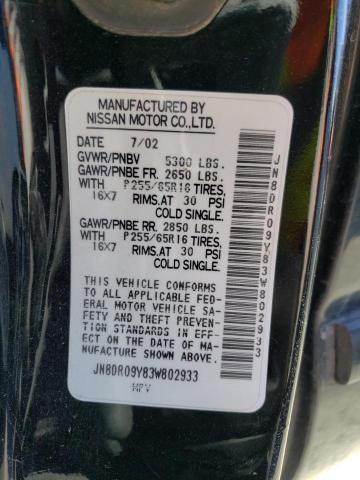 MANUFACTURED BY
NISSAN MOTOR CO.,LTD.
DATE 7/02
GVWR/PNBV 5300 LBS.
GAWR/PNBE FR. 2650 LBS.
WITH P255/65R16 TIRES,
16X7 RIMS.AT 30 PSI
COLD SINGLE.
GAWR/PNBE RR. 2850 LBS.
WITH P255/65R16 TIRES,
16X7 RIMS.AT 30 PSI
COLD SINGLE.
THIS VEHICLE CONFORMS
TO ALL APPLICABLE FED-
ERAL MOTOR VEHICLE SA-
FETY AND THEFT PREVEN-
TION STANDARDS IN EFF-
ECT ON THE DATE OF MA-
NUFACTURE SHOWN ABOVE.
JN8DR09Y83W802933
MPV
JN8DR09Y83W802933